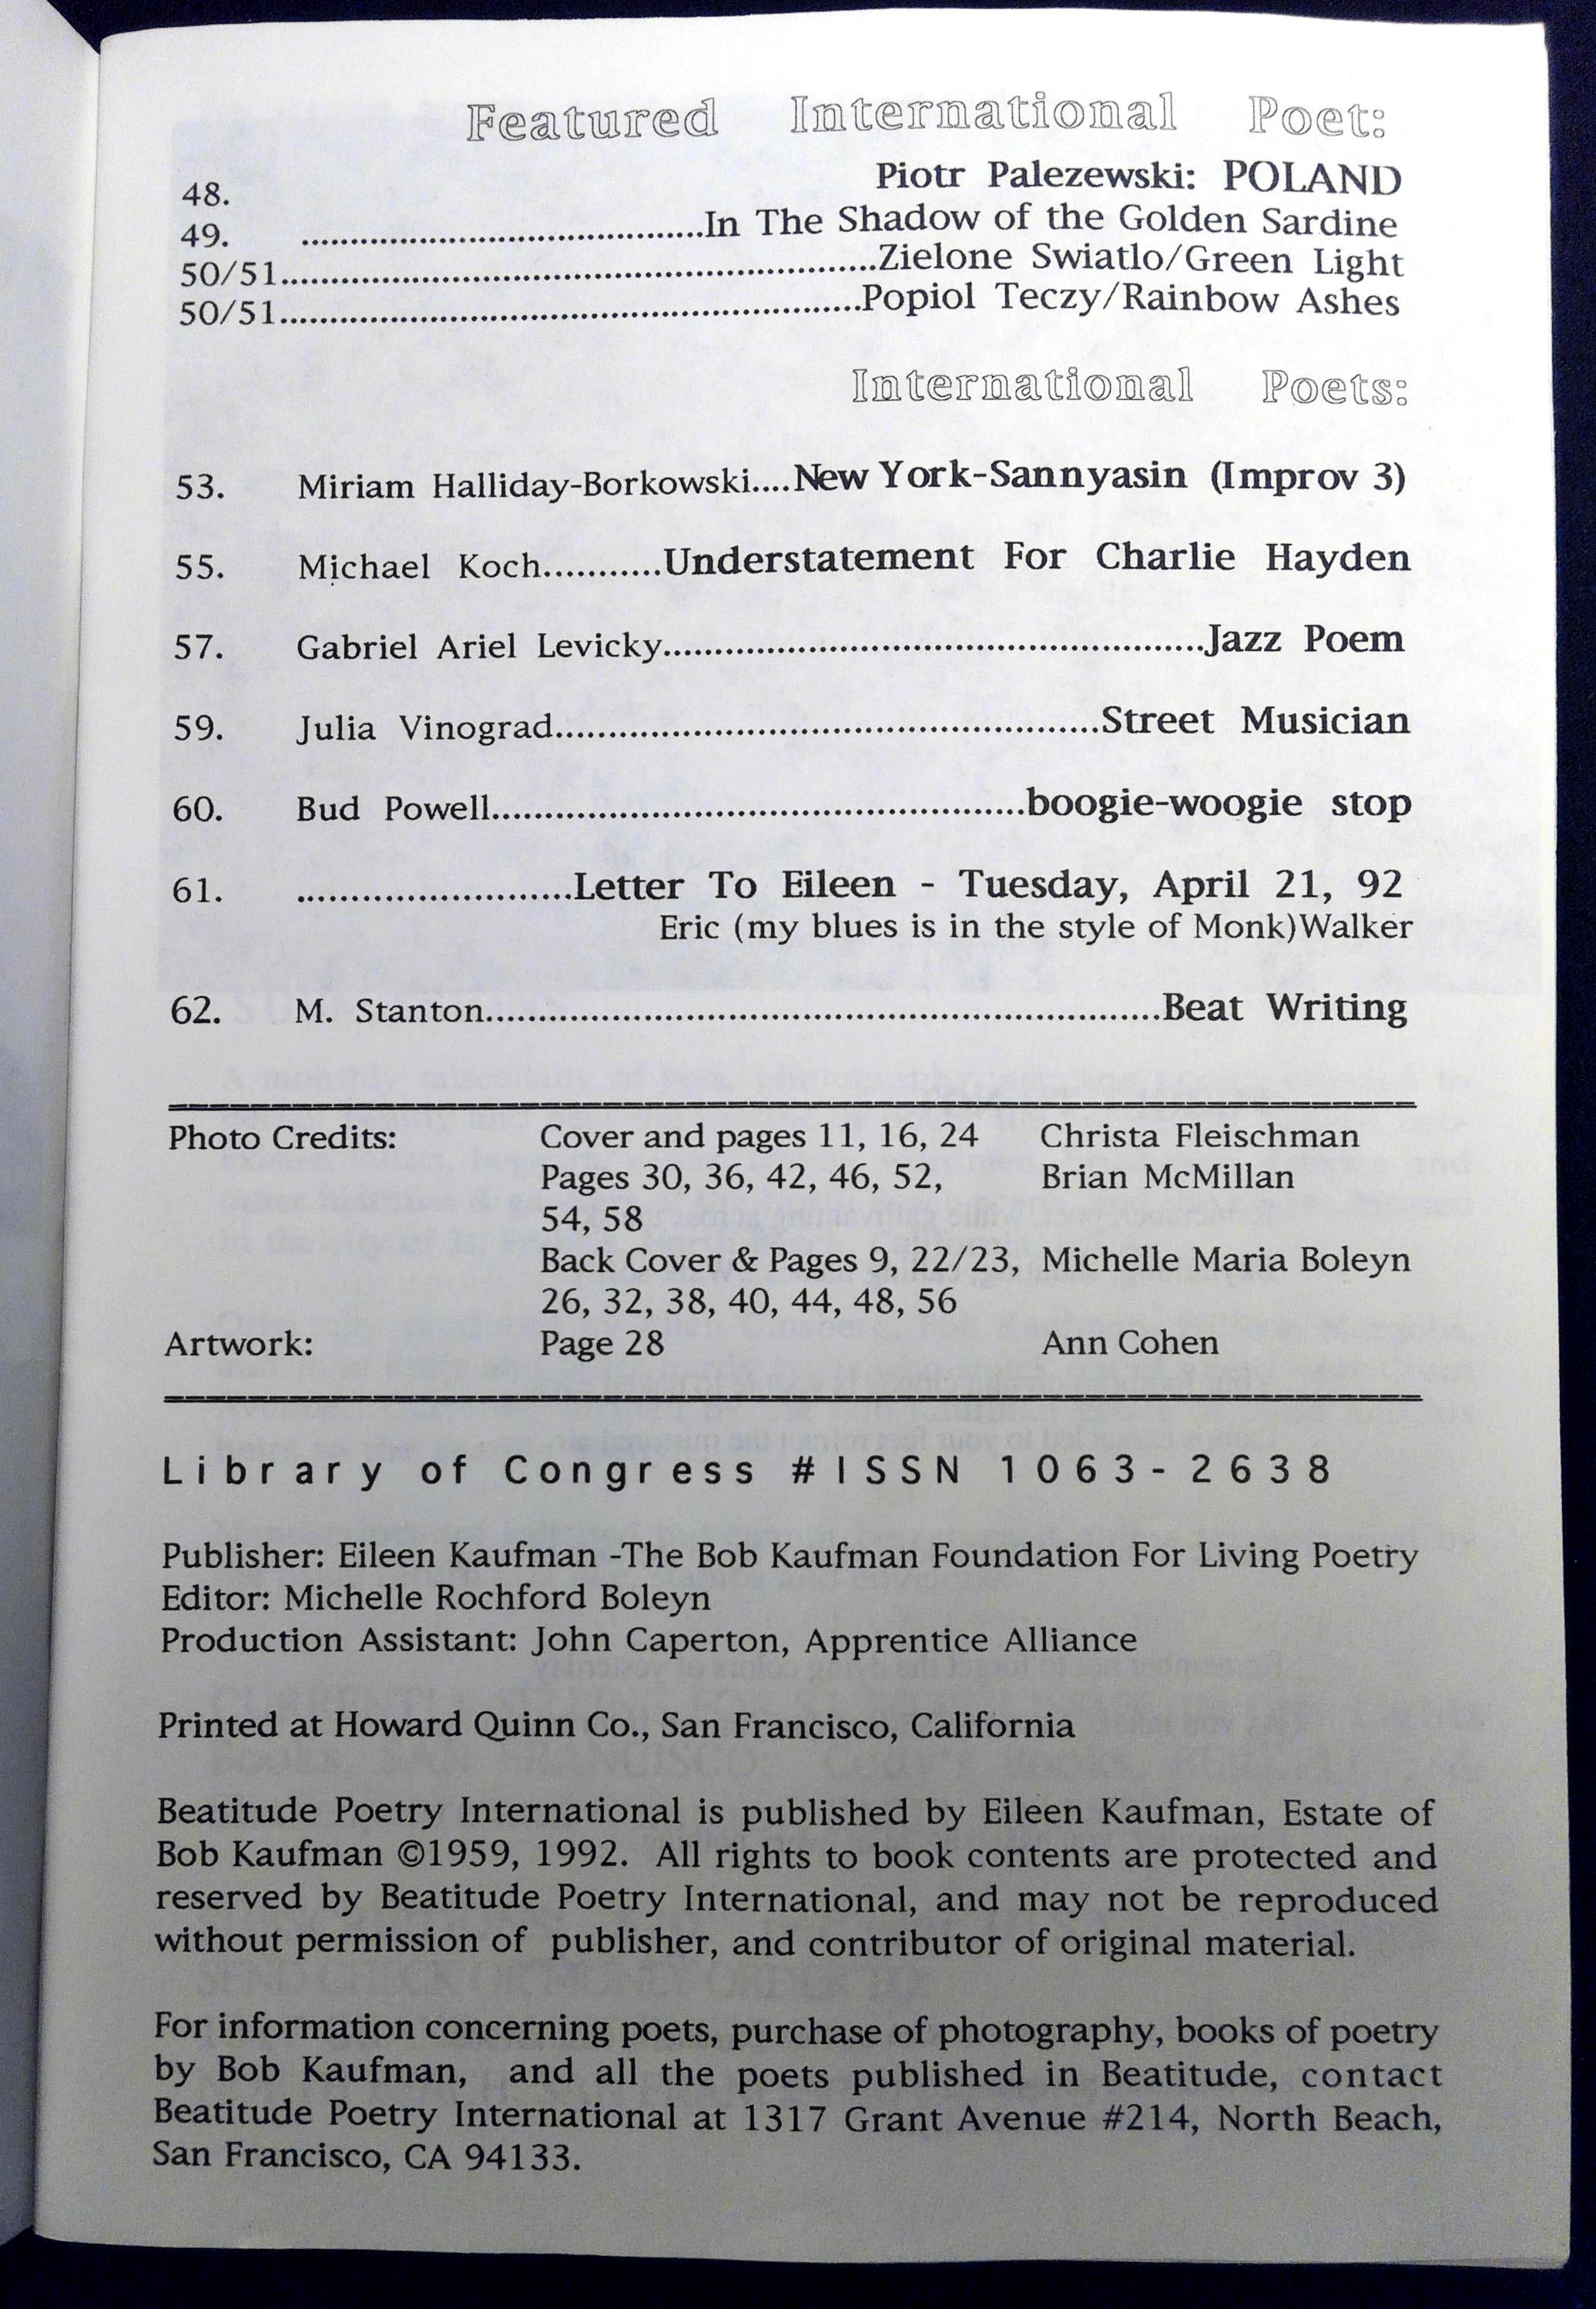 Featured International Poet:
48. Piotr Palezewski: POLAND
49. ........................................In The Shadow of the Golden Sardine
50/51............................................................Zielone Swiatlo/Green Light
50/51...........................................................Popiol Teczy/Rainbow Ashes
International Poets:
53. Miriam Halliday-Borkowski....New York-Sannyasin (Improv 3)
55. Michael Koch...........Understatement For Charlie Hayden
57. Gabriel Ariel Levicky......................................................Jazz Poem
59. Julia Vinograd......................................................Street Musician
60. Bud Powell.....................................................boogie-woogie stop
61. ...........................Letter To Eileen - Tuesday, April 21, 92
Eric (my blues is in the style of Monk)Walker
62. M. Stanton...................................................................Beat Writing
Photo Credits: Cover and pages 11, 16, 24 Christa Fleischman
Pages 30, 36, 42, 46, 52, Brian McMillan
54, 58
Back Cover & Pages 9, 22/23, Michelle Maria Boleyn
26, 32, 38, 40, 44, 48, 56
Artwork: Page 28 Ann Cohen
Library of Congress #ISSN 1063-2638
Publisher: Eileen Kaufman -The Bob Kaufman Foundation For Living Poetry
Editor: Michelle Rochford Boleyn
Production Assistant: John Caperton, Apprentice Alliance
Printed at Howard Quinn Co., San Francisco, California
Beatitude Poetry International is published by Eileen Kaufman, Estate of
Bob Kaufman ©1959, 1992. All rights to book contents are protected and
reserved by Beatitude Poetry International, and may not be reproduced
without permission of publisher, and contributor of original material.
For information concerning poets, purchase of photography, books of poetry
by Bob Kaufman, and all the poets published in Beatitude, contact
Beatitude Poetry International at 1317 Grant Avenue #214, North Beach,
San Francisco, CA 94133.